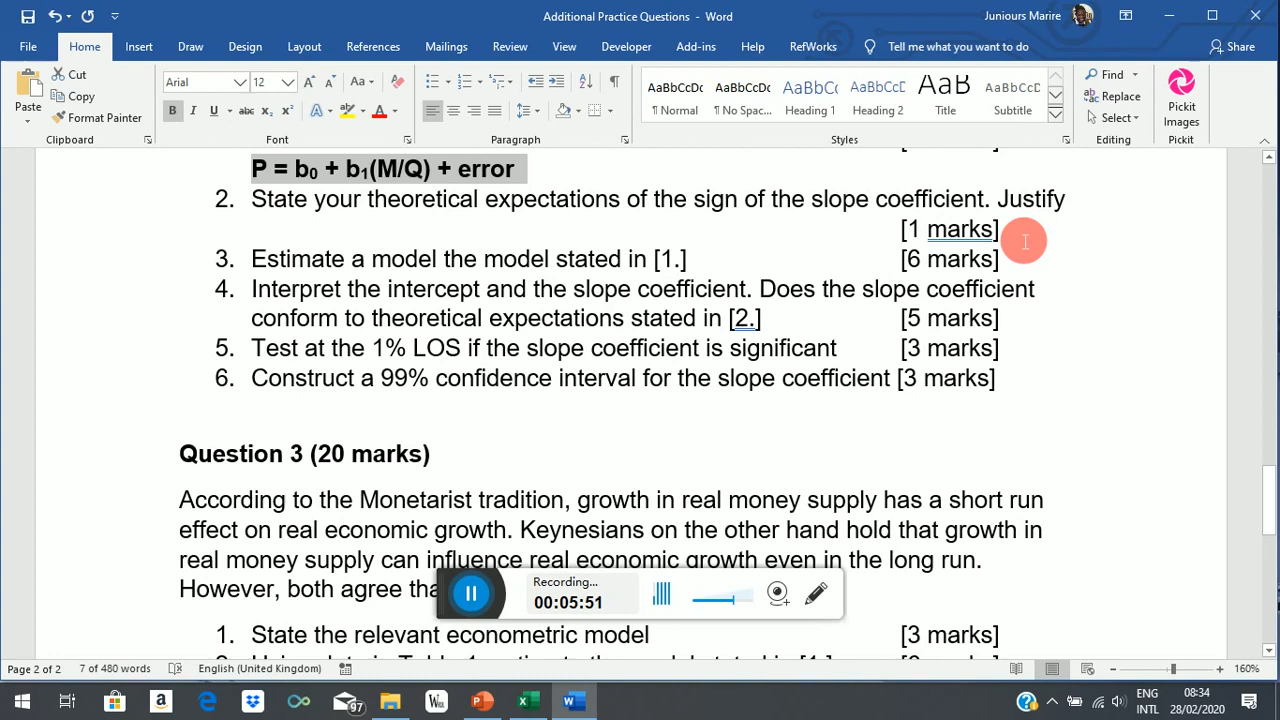 Additional Practice Questions - Word
Juniours Marire
File Home Insert Draw Design Layout References Mailings Review View Developer Add-ins Help RefWorks Tell me what you want to do Share
Paste
Cut
Copy
Format Painter
Clipboard
Arial 12
Aa
B I U abc x₂ x²
Font
Paragraph
AaBbCcDc AaBbCcDc AaBbC AaBbCcD AaB AaBbCcD
¶ Normal ¶ No Spac... Heading 1 Heading 2 Title Subtitle
Styles
Find
Replace
Select
Editing
Pickit
Images
Pickit
P = b₀ + b₁(M/Q) + error
2. State your theoretical expectations of the sign of the slope coefficient. Justify
[1 marks]
3. Estimate a model the model stated in [1.] [6 marks]
4. Interpret the intercept and the slope coefficient. Does the slope coefficient
conform to theoretical expectations stated in [2.] [5 marks]
5. Test at the 1% LOS if the slope coefficient is significant [3 marks]
6. Construct a 99% confidence interval for the slope coefficient [3 marks]
Question 3 (20 marks)
According to the Monetarist tradition, growth in real money supply has a short run
effect on real economic growth. Keynesians on the other hand hold that growth in
real money supply can influence real economic growth even in the long run.
However, both agree tha
Recording...
00:05:51
1. State the relevant econometric model [3 marks]
Page 2 of 2 7 of 480 words English (United Kingdom) 160%
97
ENG
INTL
08:34
28/02/2020